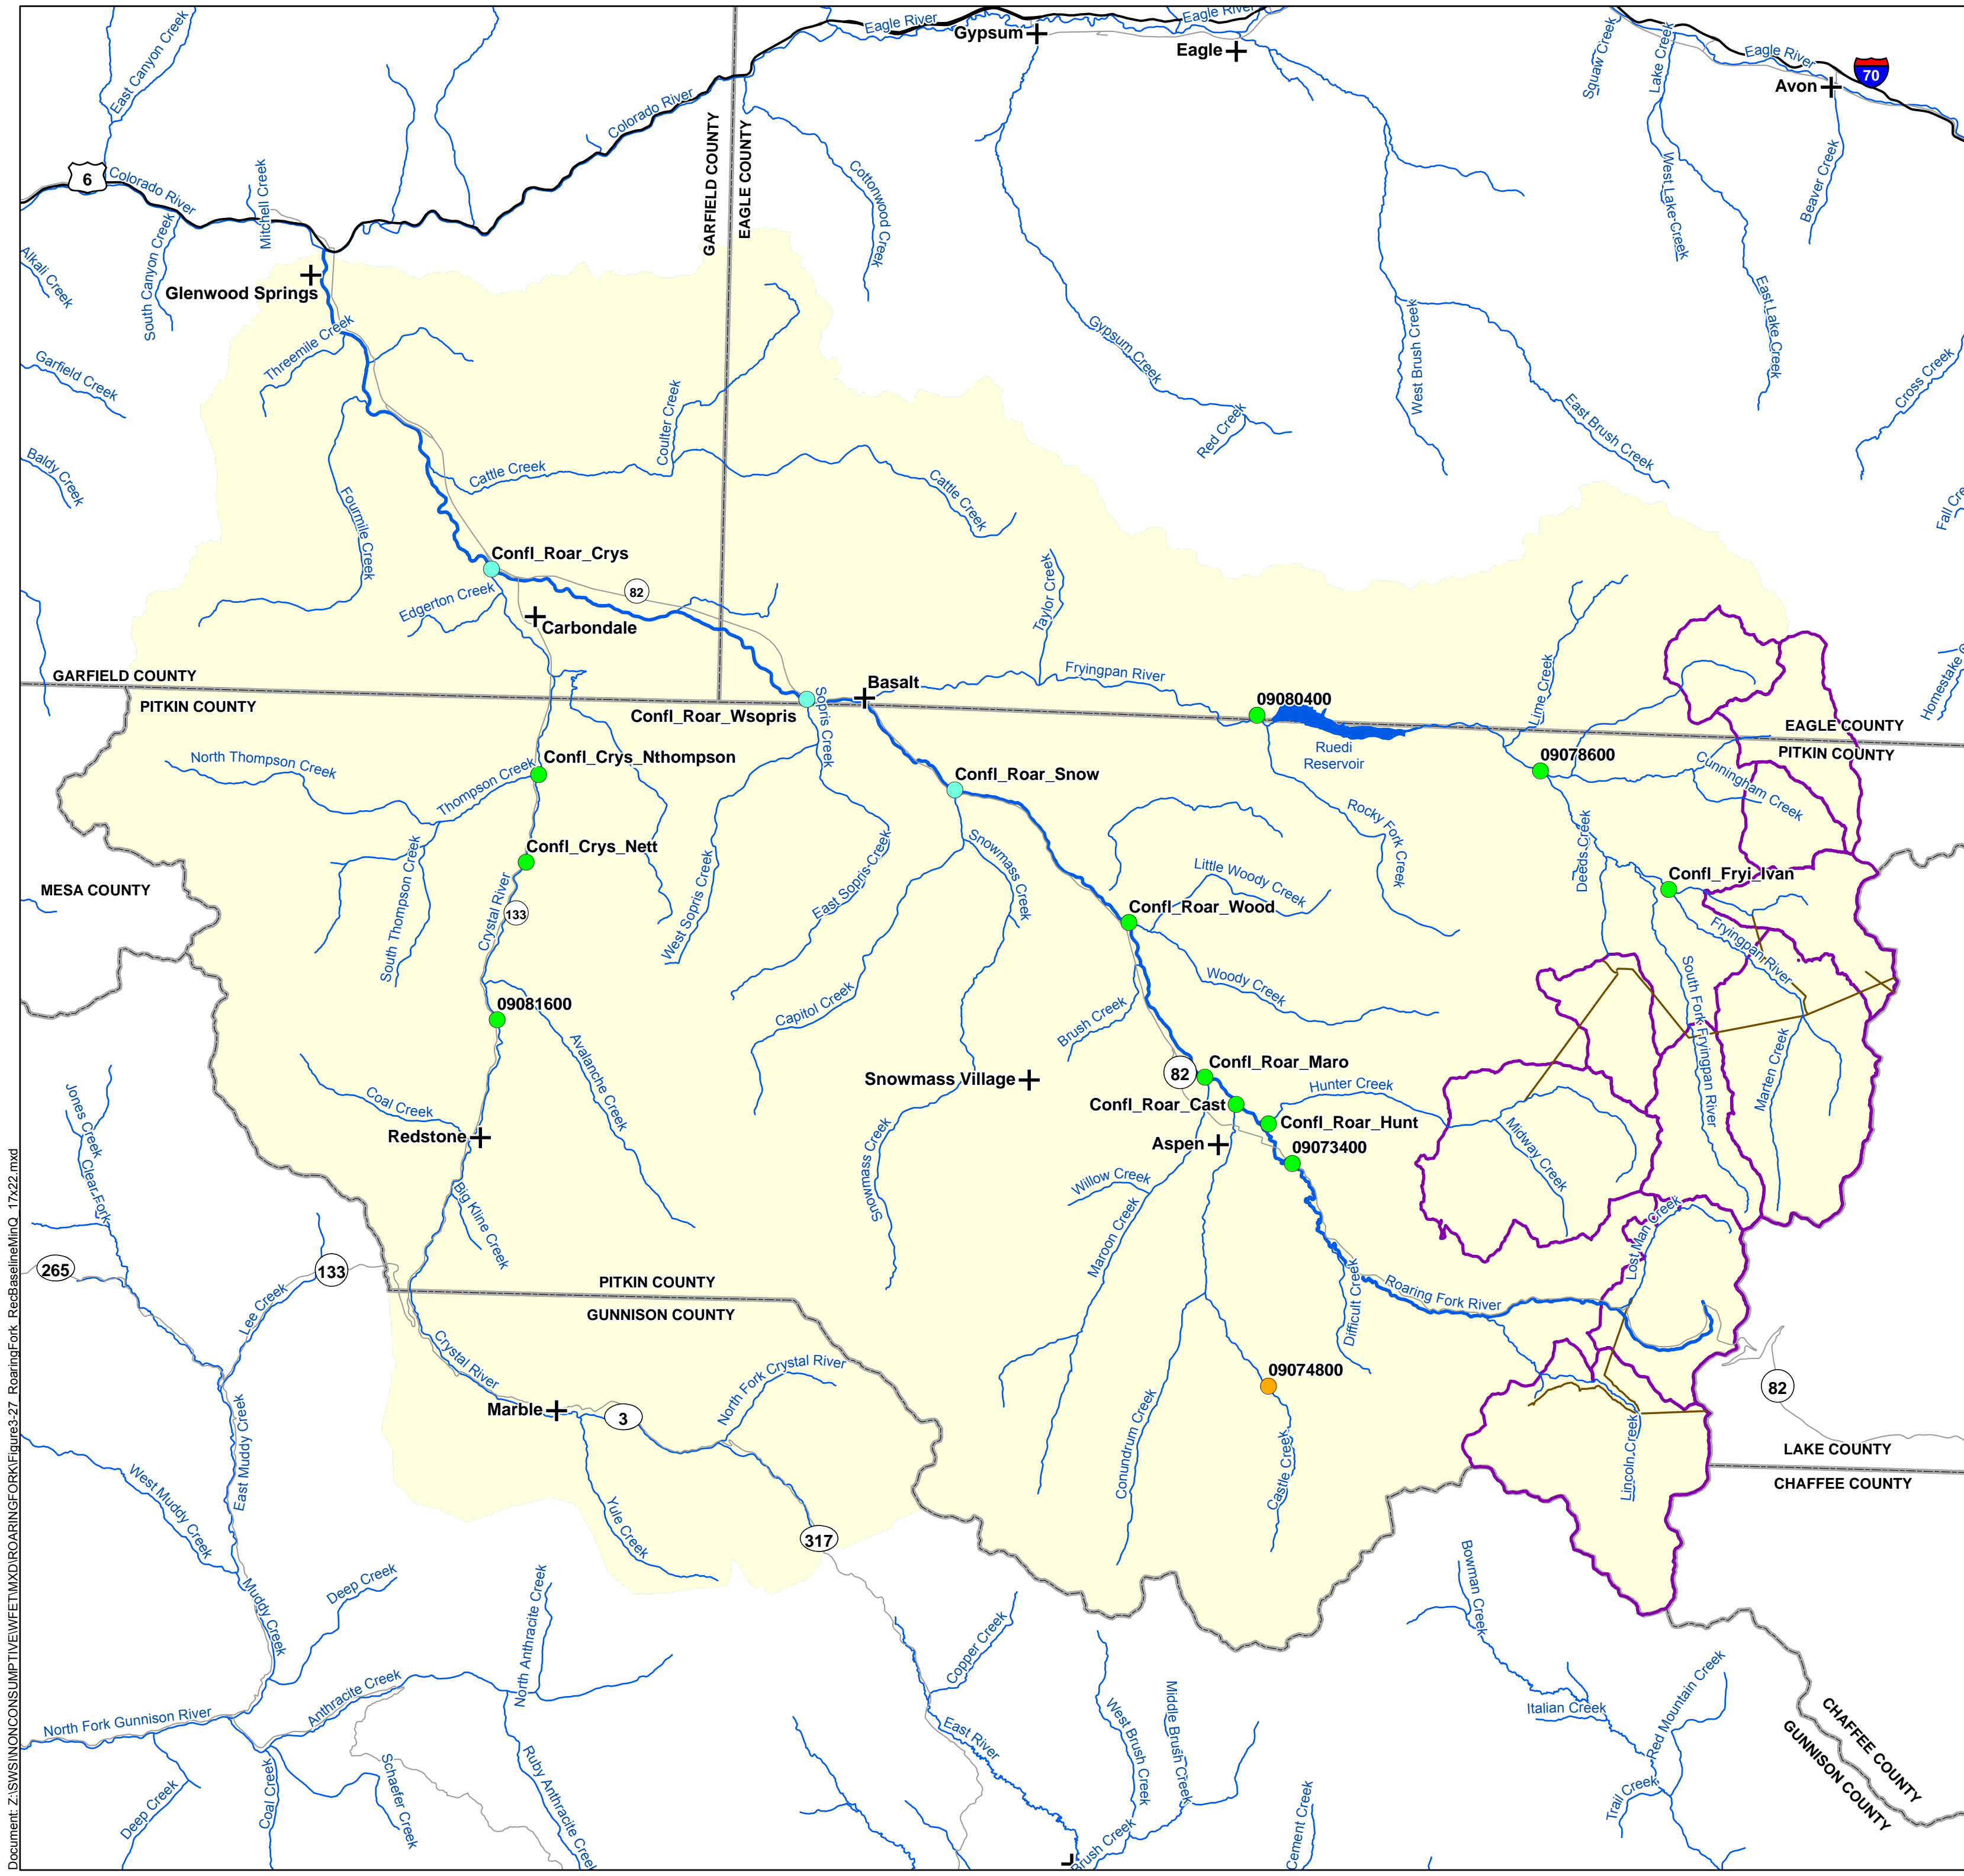 East Canyon Creek
Eagle River
Gypsum
Eagle River
Eagle
Squaw Creek
Lake Creek
Eagle River
70
Avon
Colorado River
GARFIELD COUNTY
EAGLE COUNTY
6
Colorado River
Mitchell Creek
South Canyon Creek
Cottonwood Creek
West Lake Creek
Beaver Creek
Alkali Creek
Glenwood Springs
Threemile Creek
Garfield Creek
Gypsum Creek
West Brush Creek
East Lake Creek
Cross Creek
Red Creek
East Brush Creek
Coulter Creek
Cattle Creek
Cattle Creek
Baldy Creek
Fourmile Creek
Fall Cre
Confl_Roar_Crys
Edgerton Creek
82
Carbondale
Taylor Creek
Fryingpan River
Lime Creek
Homestake C
GARFIELD COUNTY
PITKIN COUNTY
Basalt
Confl_Roar_Wsopris
Sopris Creek
09080400
Ruedi
Reservoir
EAGLE COUNTY
PITKIN COUNTY
09078600
Cunningham Creek
North Thompson Creek
Thompson Creek
Confl_Crys_Nthompson
Confl_Roar_Snow
Rocky Fork Creek
Deeds Creek
Confl_Crys_Nett
South Thompson Creek
West Sopris Creek
East Sopris Creek
Snowmass Creek
Little Woody Creek
Confl_Fryi_Ivan
MESA COUNTY
Crystal River
133
Confl_Roar_Wood
Fryingpan River
South Fork Fryingpan River
Woody Creek
Capitol Creek
Brush Creek
09081600
Avalanche Creek
Marten Creek
Confl_Roar_Maro
82
Snowmass Village
Hunter Creek
Confl_Roar_Cast
Confl_Roar_Hunt
Coal Creek
Redstone
Aspen
09073400
Midway Creek
Jones Creek
Clear Fork
Snowmass Creek
Willow Creek
Maroon Creek
Big Kline Creek
Lost Man Creek
265
133
PITKIN COUNTY
GUNNISON COUNTY
Difficult Creek
Roaring Fork River
Lee Creek
Crystal River
North Fork Crystal River
09074800
82
Marble
3
Conundrum Creek
Castle Creek
Lincoln Creek
LAKE COUNTY
CHAFFEE COUNTY
East Muddy Creek
West Muddy Creek
Yule Creek
317
Muddy Creek
Deep Creek
North Anthracite Creek
Bowman Creek
Copper Creek
Anthracite Creek
North Fork Gunnison River
East River
West Brush Creek
Middle Brush Creek
Italian Creek
Red Mountain Creek
CHAFFEE COUNTY
GUNNISON COUNTY
Deep Creek
Coal Creek
Schaefer Creek
Ruby Anthracite Creek
Brush Creek
Cement Creek
Trail Creek
Document: Z:\SWSI\NONCONSUMPTIVE\WFET\MXD\ROARINGFORK\Figure3-27_RoaringFork_RecBaselineMinQ_17x22.mxd